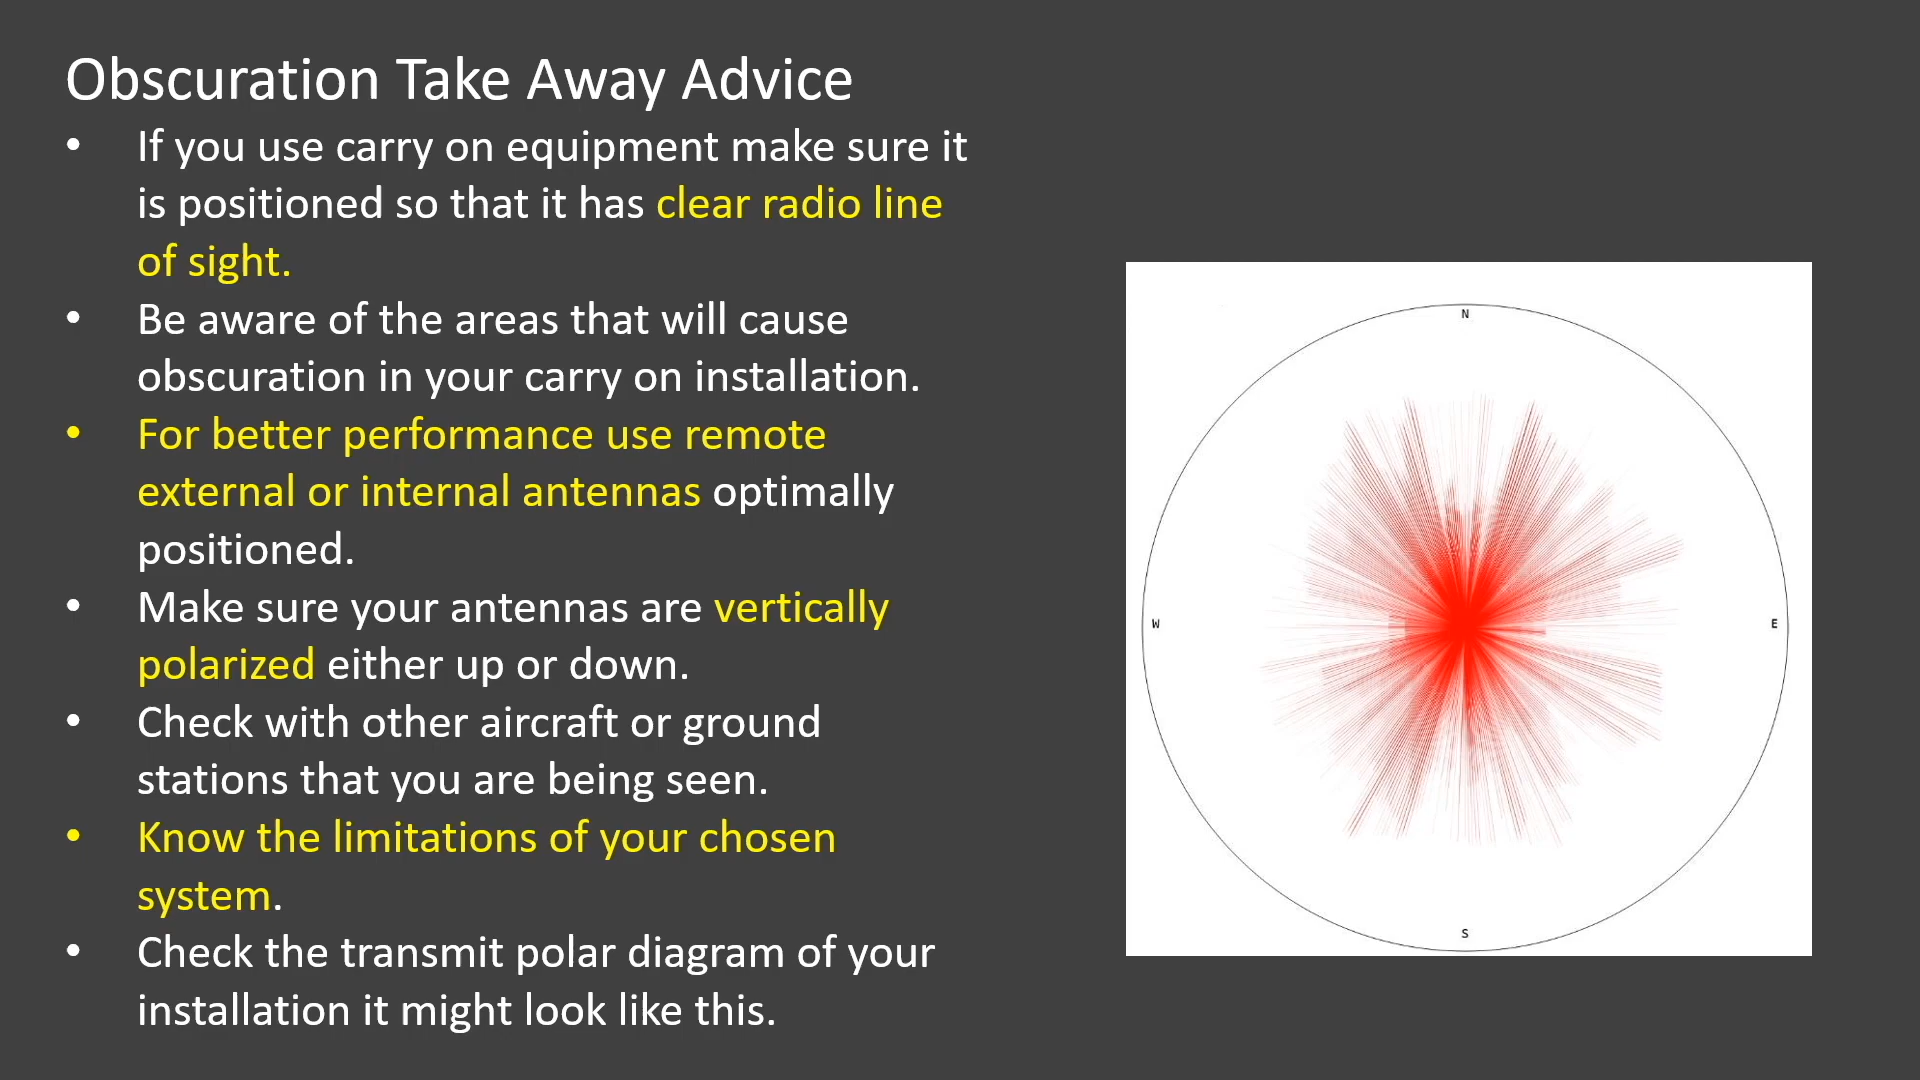 Obscuration Take Away Advice
• If you use carry on equipment make sure it
is positioned so that it has clear radio line
of sight.
• Be aware of the areas that will cause
obscuration in your carry on installation.
• For better performance use remote
external or internal antennas optimally
positioned.
• Make sure your antennas are vertically
polarized either up or down.
• Check with other aircraft or ground
stations that you are being seen.
• Know the limitations of your chosen
system.
• Check the transmit polar diagram of your
installation it might look like this.
N
W
E
S